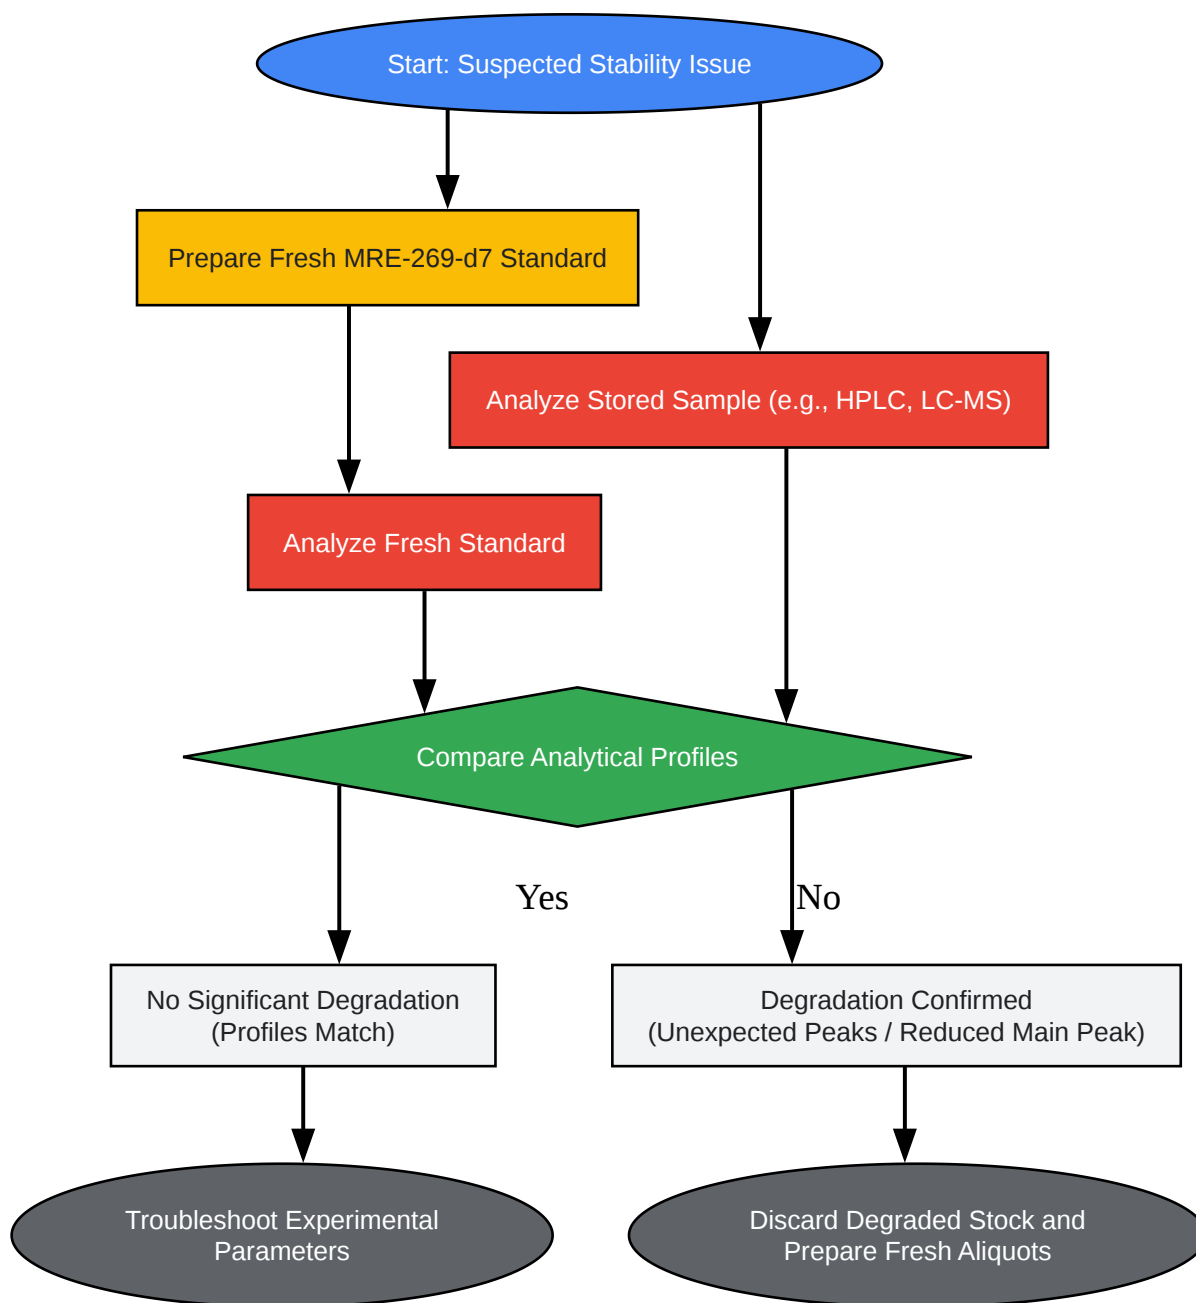 Start: Suspected Stability Issue
Prepare Fresh MRE-269-d7 Standard
Analyze Stored Sample (e.g., HPLC, LC-MS)
Analyze Fresh Standard
Compare Analytical Profiles
Yes
No
No Significant Degradation
(Profiles Match)
Degradation Confirmed
(Unexpected Peaks / Reduced Main Peak)
Troubleshoot Experimental
Parameters
Discard Degraded Stock and
Prepare Fresh Aliquots